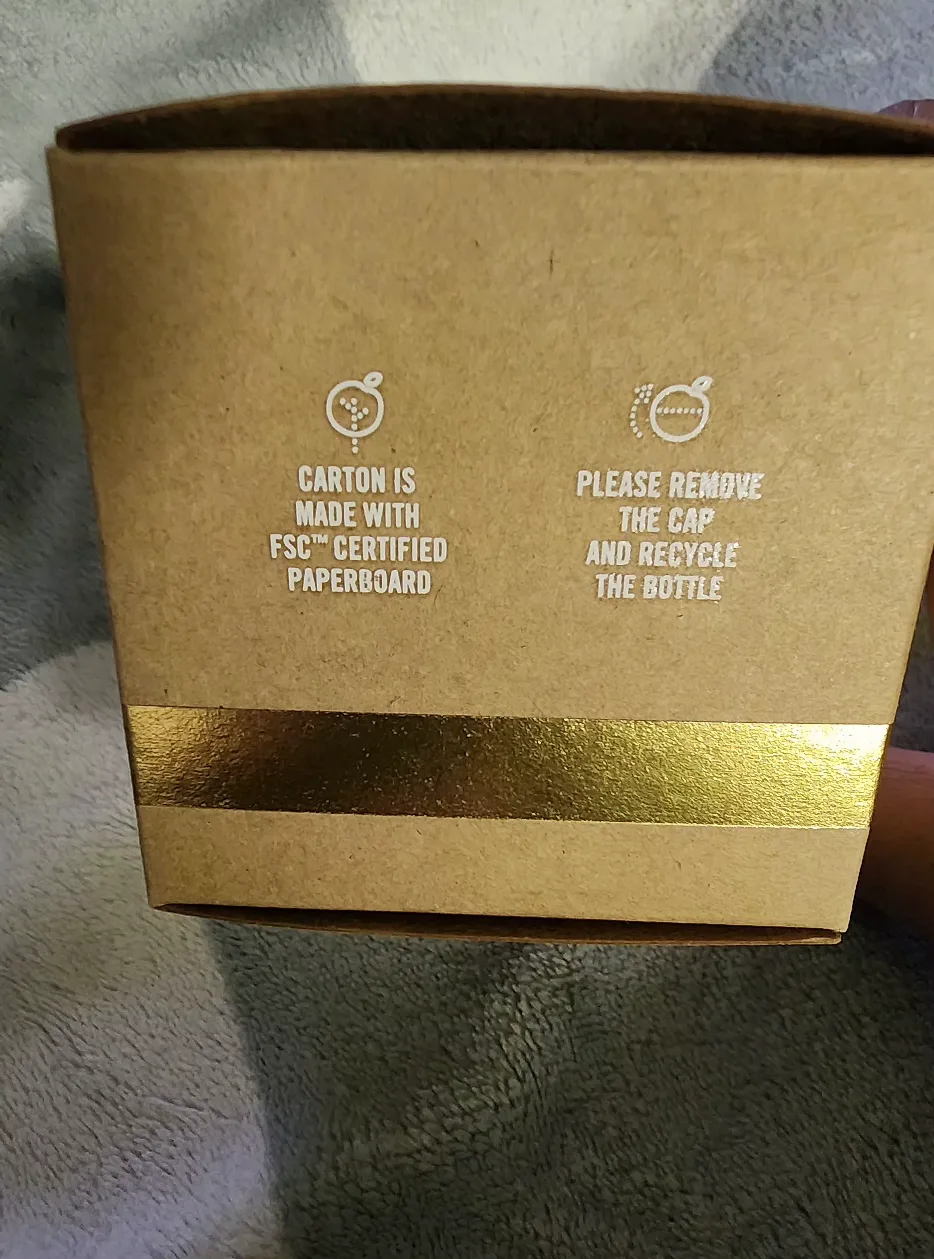 CARTON IS
MADE WITH
FSC™ CERTIFIED
PAPERBOARD
PLEASE REMOVE
THE CAP
AND RECYCLE
THE BOTTLE